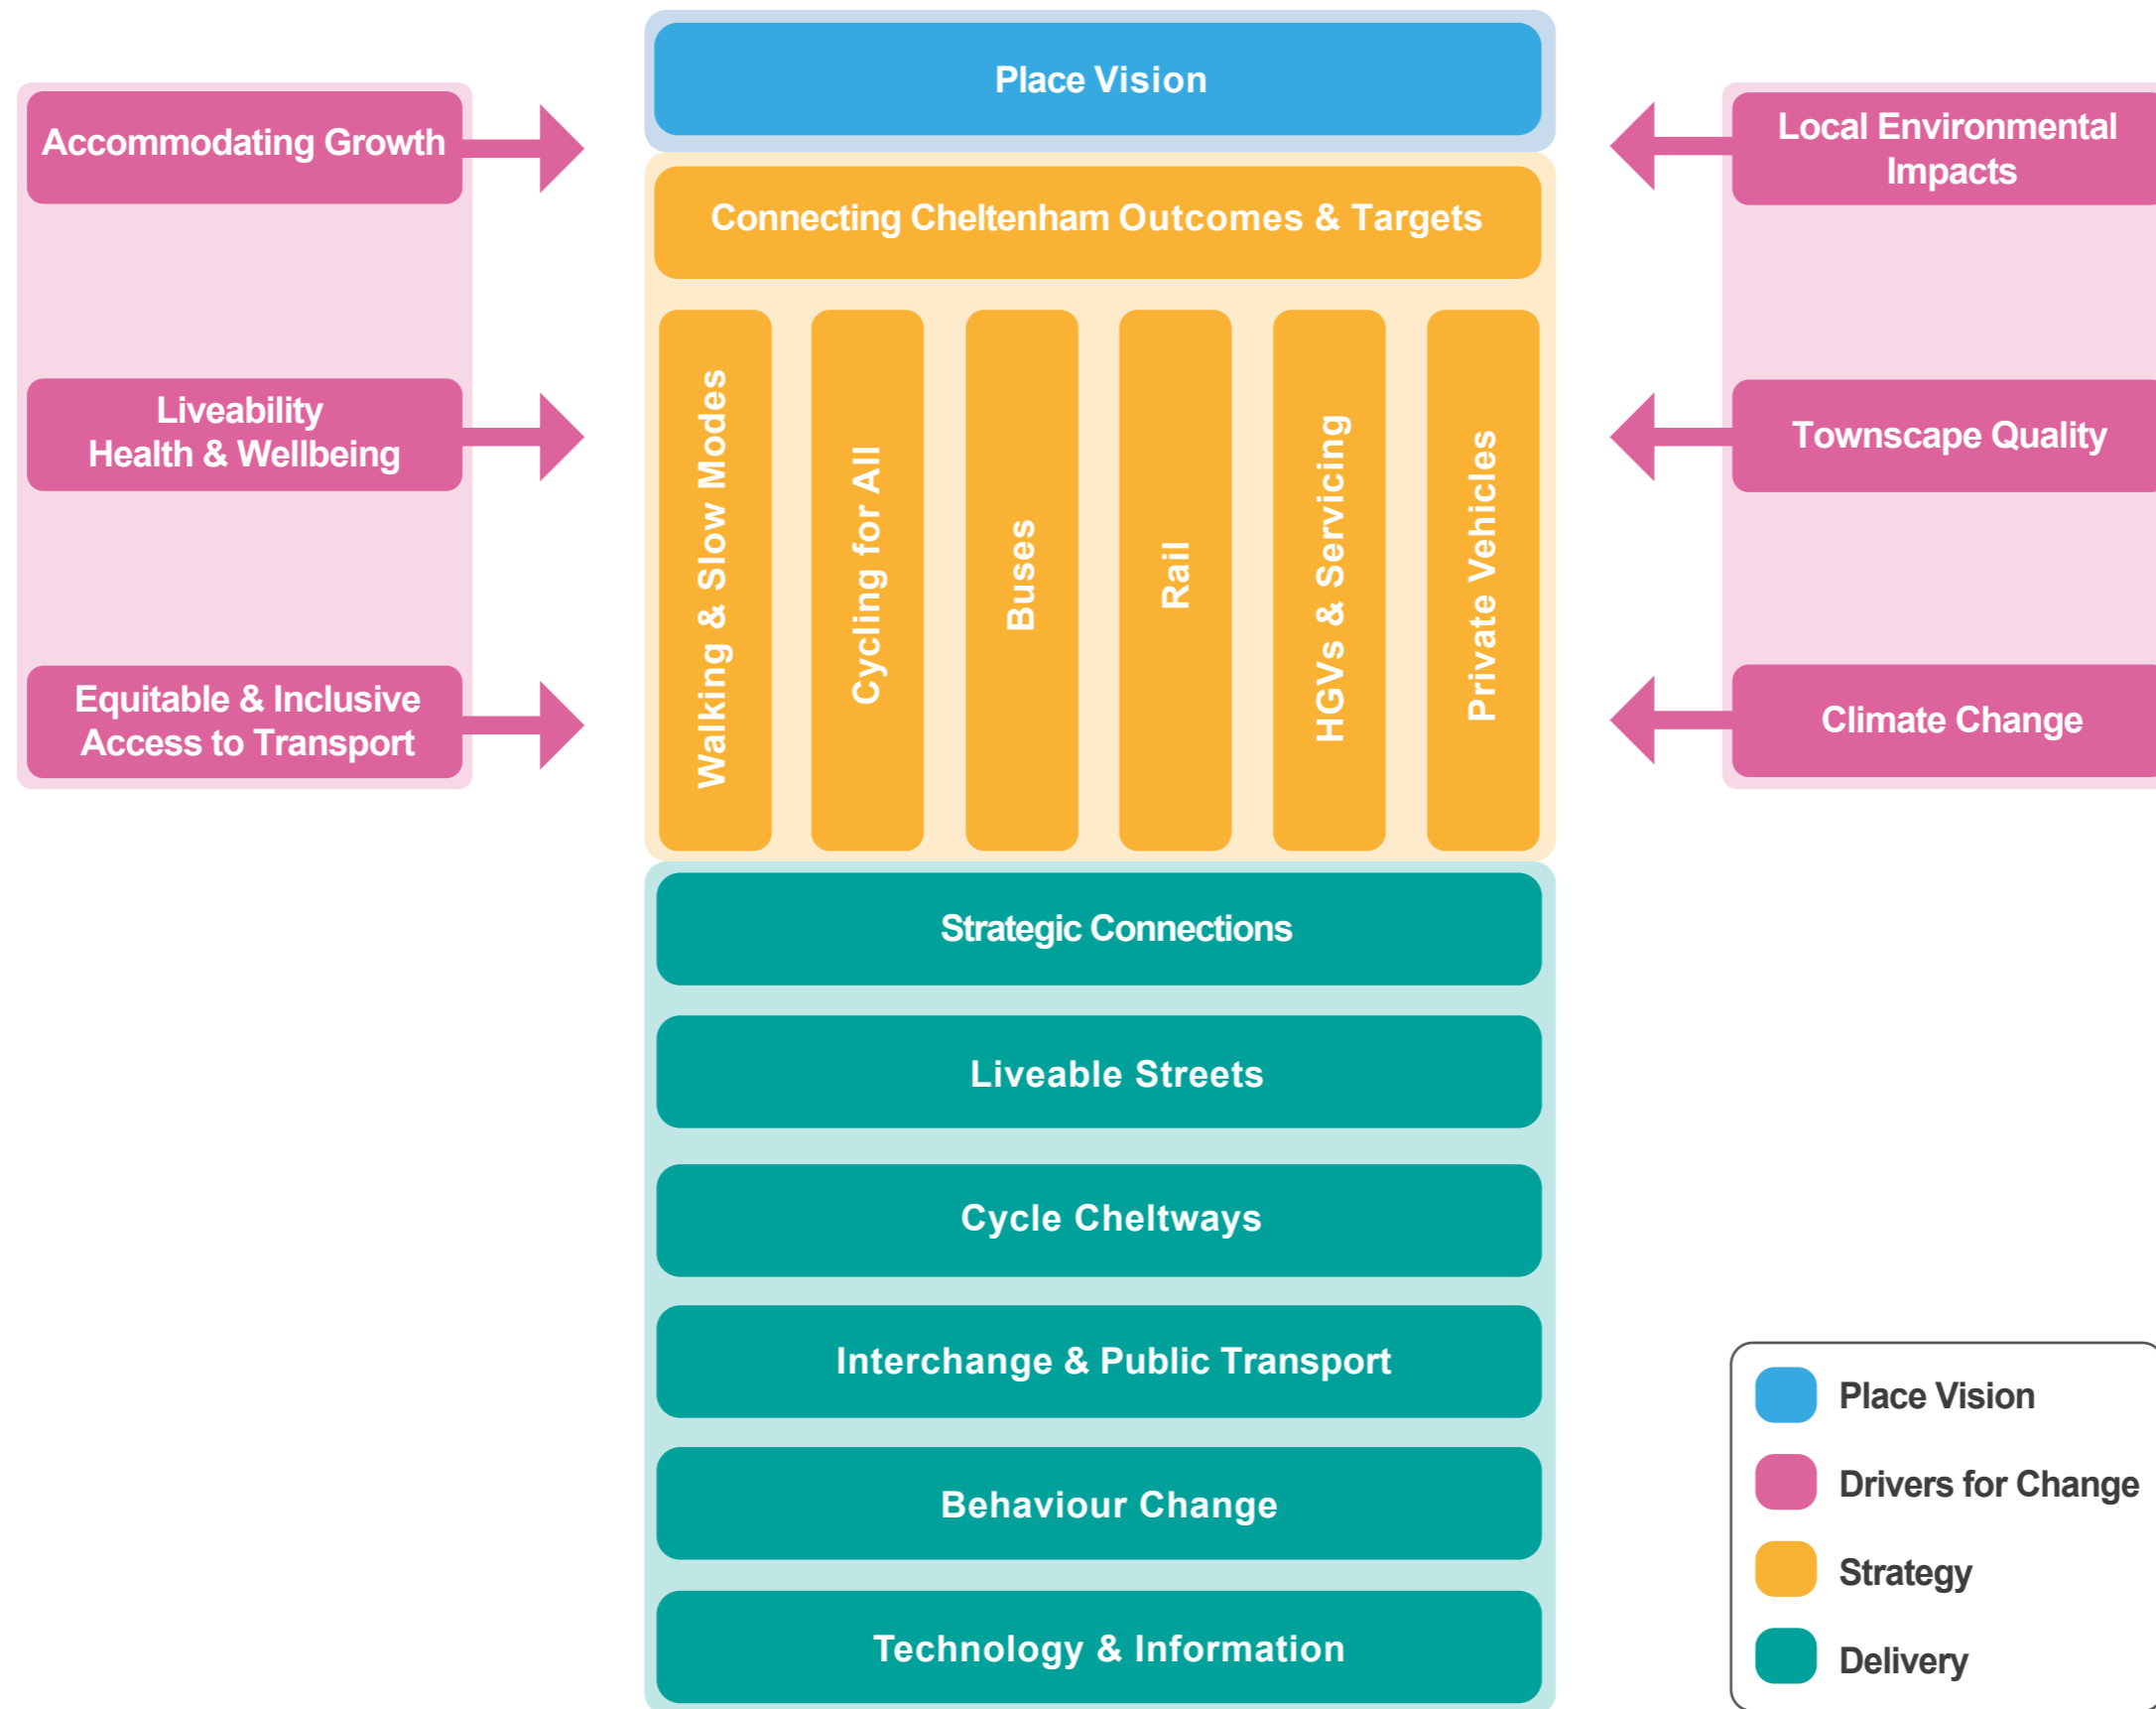 Place Vision
Accommodating Growth
Local Environmental
Impacts
Connecting Cheltenham Outcomes & Targets
Liveability
Health & Wellbeing
Townscape Quality
Equitable & Inclusive
Access to Transport
Climate Change
Walking & Slow Modes
Cycling for All
Buses
Rail
HGVs & Servicing
Private Vehicles
Strategic Connections
Liveable Streets
Cycle Cheltways
Interchange & Public Transport
Behaviour Change
Technology & Information
Place Vision
Drivers for Change
Strategy
Delivery